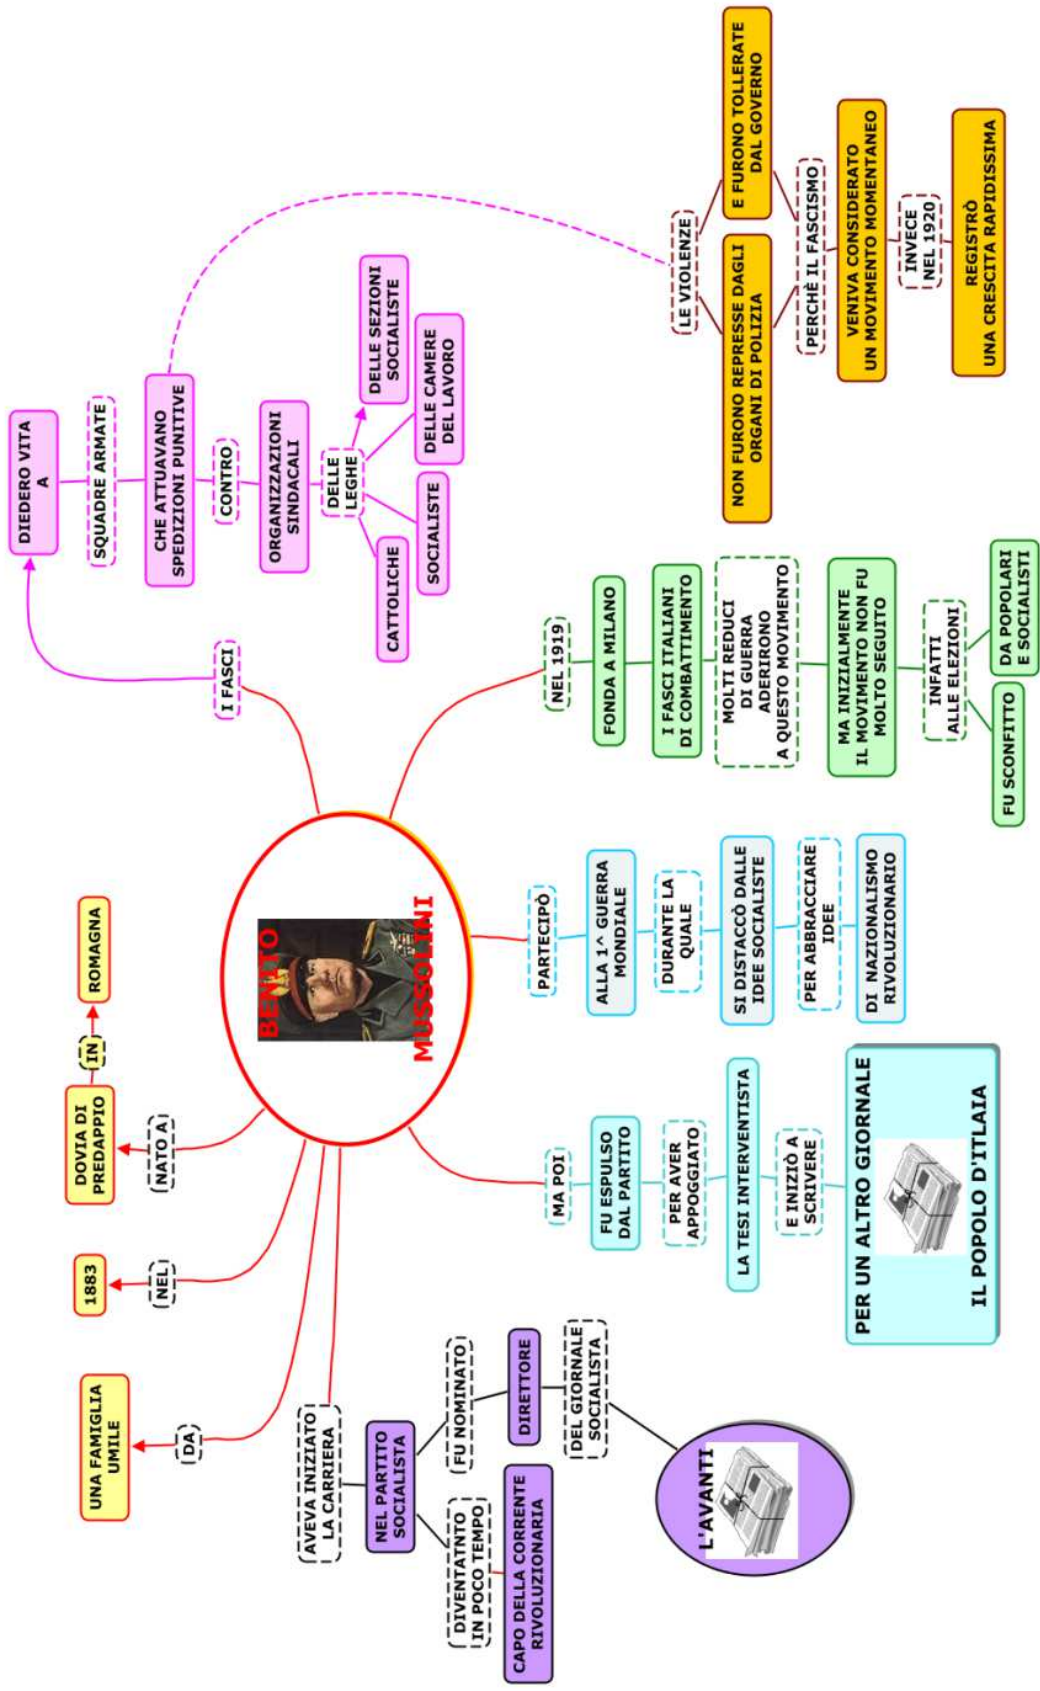 UNA FAMIGLIA
UMILE
DA
1883
NEL
DOVIA DI
PREDAPPIO
NATO A
IN
ROMAGNA
BENITO
MUSSOLINI
AVEVA INIZIATO
LA CARRIERA
NEL PARTITO
SOCIALISTA
DIVENTATNTO
IN POCO TEMPO
CAPO DELLA CORRENTE
RIVOLUZIONARIA
FU NOMINATO
DIRETTORE
DEL GIORNALE
SOCIALISTA
L'AVANTI
MA POI
FU ESPULSO
DAL PARTITO
PER AVER
APPOGGIATO
LA TESI INTERVENTISTA
E INIZIÒ A
SCRIVERE
PER UN ALTRO GIORNALE
IL POPOLO D'ITLAIA
PARTECIPÒ
ALLA 1^ GUERRA
MONDIALE
DURANTE LA
QUALE
SI DISTACCÒ DALLE
IDEE SOCIALISTE
PER ABBRACCIARE
IDEE
DI NAZIONALISMO
RIVOLUZIONARIO
NEL 1919
FONDA A MILANO
I FASCI ITALIANI
DI COMBATTIMENTO
MOLTI REDUCI
DI GUERRA
ADERIRONO
A QUESTO MOVIMENTO
MA INIZIALMENTE
IL MOVIMENTO NON FU
MOLTO SEGUITO
INFATTI
ALLE ELEZIONI
FU SCONFITTO
DA POPOLARI
E SOCIALISTI
I FASCI
DIEDERO VITA
A
SQUADRE ARMATE
CHE ATTUAVANO
SPEDIZIONI PUNITIVE
CONTRO
ORGANIZZAZIONI
SINDACALI
DELLE
LEGHE
CATTOLICHE
SOCIALISTE
DELLE CAMERE
DEL LAVORO
DELLE SEZIONI
SOCIALISTE
LE VIOLENZE
NON FURONO REPRESSE DAGLI
ORGANI DI POLIZIA
E FURONO TOLLERATE
DAL GOVERNO
PERCHÈ IL FASCISMO
VENIVA CONSIDERATO
UN MOVIMENTO MOMENTANEO
INVECE
NEL 1920
REGISTRÒ
UNA CRESCITA RAPIDISSIMA